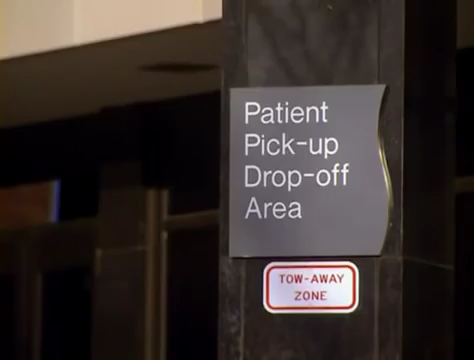 Patient
Pick-up
Drop-off
Area
TOW-AWAY
ZONE